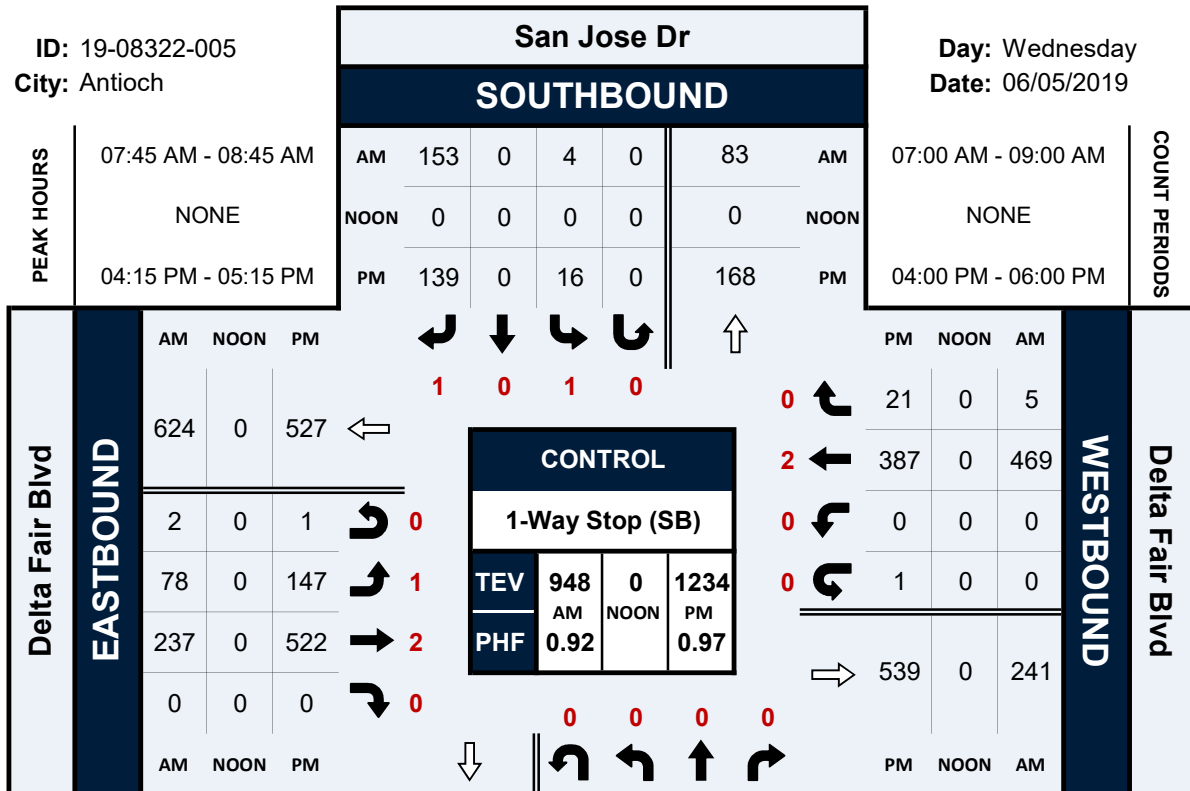 San Jose Dr
ID: 19-08322-005
City: Antioch
Day: Wednesday
Date: 06/05/2019
SOUTHBOUND
PEAK HOURS
07:45 AM - 08:45 AM
NONE
04:15 PM - 05:15 PM
AM 153 0 4 0 83 AM
NOON 0 0 0 0 0 NOON
PM 139 0 16 0 168 PM
07:00 AM - 09:00 AM
NONE
04:00 PM - 06:00 PM
COUNT PERIODS
1 0 1 0
Delta Fair Blvd
EASTBOUND
AM NOON PM
624 0 527
2 0 1 0
78 0 147 1
237 0 522 2
0 0 0 0
AM NOON PM
CONTROL
1-Way Stop (SB)
TEV 948 0 1234
AM NOON PM
PHF 0.92 0.97
PM NOON AM
0 21 0 5
2 387 0 469
0 0 0 0
0 1 0 0
539 0 241
PM NOON AM
WESTBOUND
Delta Fair Blvd
0 0 0 0